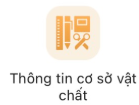 Thông tin cơ sở vật
chất